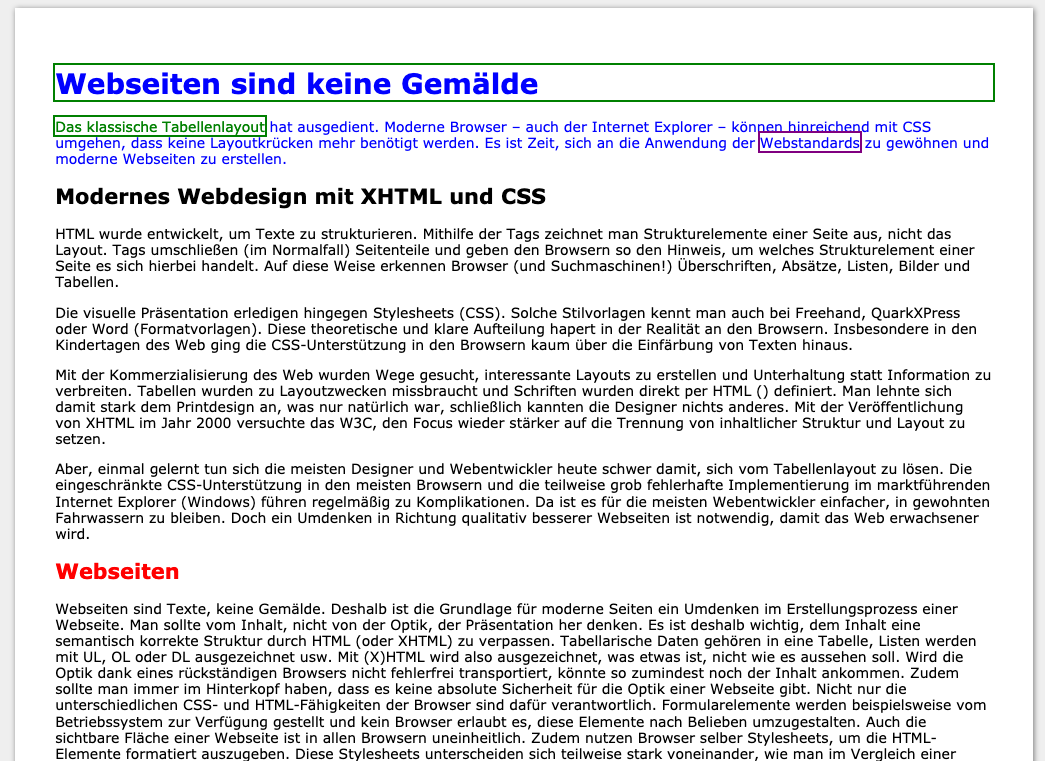 Webseiten sind keine Gemälde
Das klassische Tabellenlayout hat ausgedient. Moderne Browser – auch der Internet Explorer – können hinreichend mit CSS
umgehen, dass keine Layoutkrücken mehr benötigt werden. Es ist Zeit, sich an die Anwendung der Webstandards zu gewöhnen und
moderne Webseiten zu erstellen.
Modernes Webdesign mit XHTML und CSS
HTML wurde entwickelt, um Texte zu strukturieren. Mithilfe der Tags zeichnet man Strukturelemente einer Seite aus, nicht das
Layout. Tags umschließen (im Normalfall) Seitenteile und geben den Browsern so den Hinweis, um welches Strukturelement einer
Seite es sich hierbei handelt. Auf diese Weise erkennen Browser (und Suchmaschinen!) Überschriften, Absätze, Listen, Bilder und
Tabellen.
Die visuelle Präsentation erledigen hingegen Stylesheets (CSS). Solche Stilvorlagen kennt man auch bei Freehand, QuarkXPress
oder Word (Formatvorlagen). Diese theoretische und klare Aufteilung hapert in der Realität an den Browsern. Insbesondere in den
Kindertagen des Web ging die CSS-Unterstützung in den Browsern kaum über die Einfärbung von Texten hinaus.
Mit der Kommerzialisierung des Web wurden Wege gesucht, interessante Layouts zu erstellen und Unterhaltung statt Information zu
verbreiten. Tabellen wurden zu Layoutzwecken missbraucht und Schriften wurden direkt per HTML () definiert. Man lehnte sich
damit stark dem Printdesign an, was nur natürlich war, schließlich kannten die Designer nichts anderes. Mit der Veröffentlichung
von XHTML im Jahr 2000 versuchte das W3C, den Focus wieder stärker auf die Trennung von inhaltlicher Struktur und Layout zu
setzen.
Aber, einmal gelernt tun sich die meisten Designer und Webentwickler heute schwer damit, sich vom Tabellenlayout zu lösen. Die
eingeschränkte CSS-Unterstützung in den meisten Browsern und die teilweise grob fehlerhafte Implementierung im marktführenden
Internet Explorer (Windows) führen regelmäßig zu Komplikationen. Da ist es für die meisten Webentwickler einfacher, in gewohnten
Fahrwassern zu bleiben. Doch ein Umdenken in Richtung qualitativ besserer Webseiten ist notwendig, damit das Web erwachsener
wird.
Webseiten
Webseiten sind Texte, keine Gemälde. Deshalb ist die Grundlage für moderne Seiten ein Umdenken im Erstellungsprozess einer
Webseite. Man sollte vom Inhalt, nicht von der Optik, der Präsentation her denken. Es ist deshalb wichtig, dem Inhalt eine
semantisch korrekte Struktur durch HTML (oder XHTML) zu verpassen. Tabellarische Daten gehören in eine Tabelle, Listen werden
mit UL, OL oder DL ausgezeichnet usw. Mit (X)HTML wird also ausgezeichnet, was etwas ist, nicht wie es aussehen soll. Wird die
Optik dank eines rückständigen Browsers nicht fehlerfrei transportiert, könnte so zumindest noch der Inhalt ankommen. Zudem
sollte man immer im Hinterkopf haben, dass es keine absolute Sicherheit für die Optik einer Webseite gibt. Nicht nur die
unterschiedlichen CSS- und HTML-Fähigkeiten der Browser sind dafür verantwortlich. Formularelemente werden beispielsweise vom
Betriebssystem zur Verfügung gestellt und kein Browser erlaubt es, diese Elemente nach Belieben umzugestalten. Auch die
sichtbare Fläche einer Webseite ist in allen Browsern uneinheitlich. Zudem nutzen Browser selber Stylesheets, um die HTML-
Elemente formatiert auszugeben. Diese Stylesheets unterscheiden sich teilweise stark voneinander, wie man im Vergleich einer